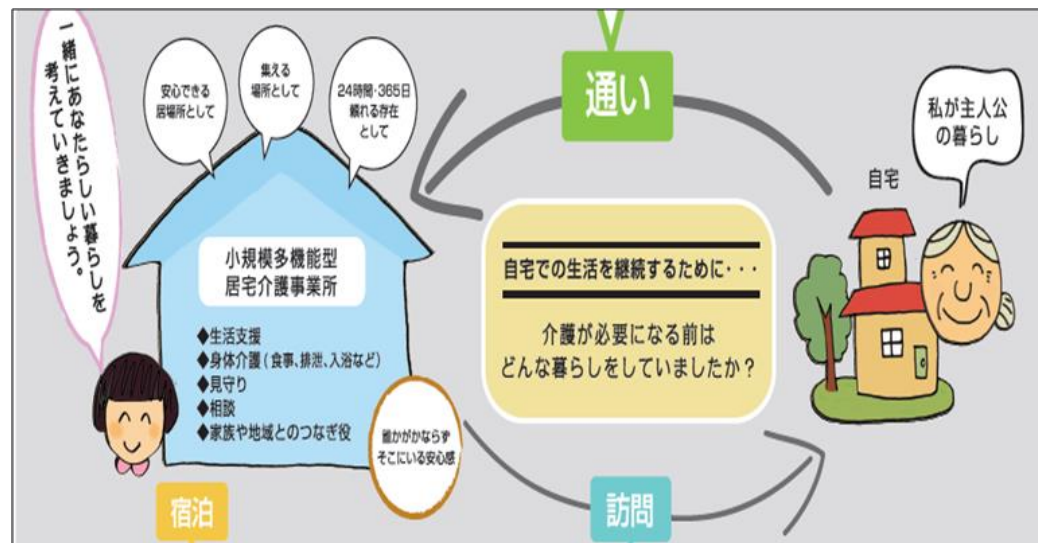 一緒にあなたらしい暮らしを
考えていきましょう。
安心できる
居場所として
集える
場所として
24時間・365日
頼れる存在
として
通い
私が主人公
の暮らし
自宅
小規模多機能型
居宅介護事業所
◆生活支援
◆身体介護(食事、排泄、入浴など)
◆見守り
◆相談
◆家族や地域とのつなぎ役
自宅での生活を継続するために・・・
介護が必要になる前は
どんな暮らしをしていましたか？
誰かがかならず
そこにいる安心感
宿泊
訪問